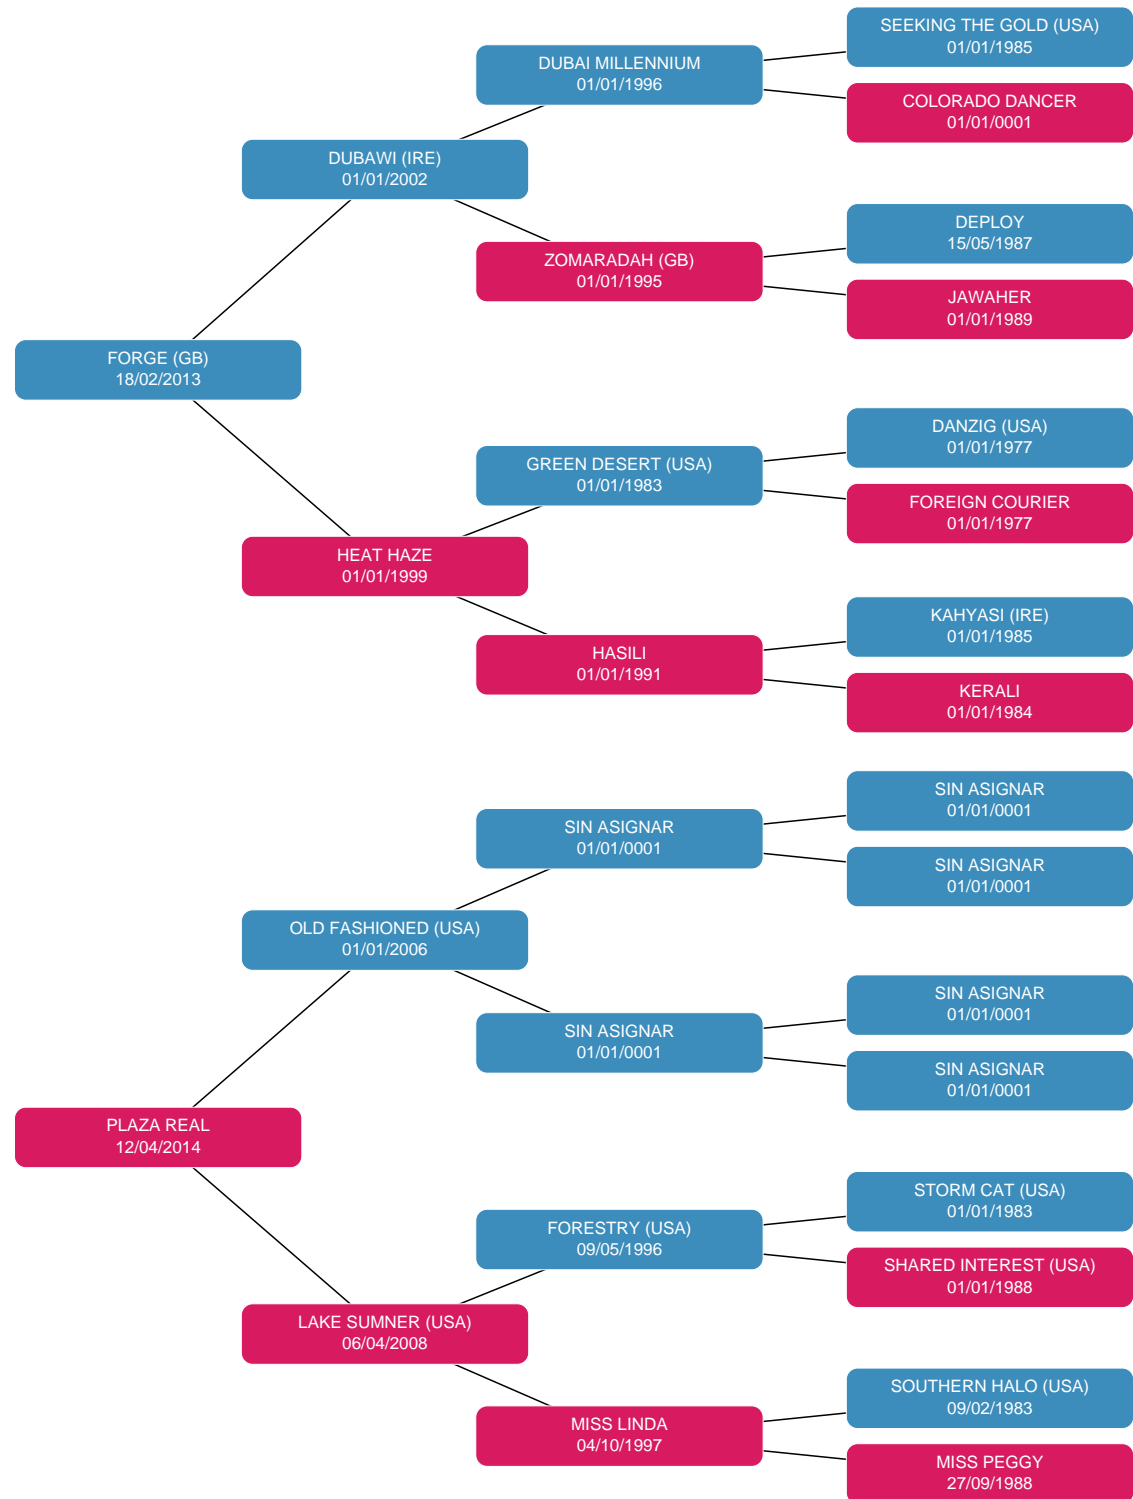 SEEKING THE GOLD (USA)
01/01/1985
DUBAI MILLENNIUM
01/01/1996
COLORADO DANCER
01/01/0001
DUBAWI (IRE)
01/01/2002
DEPLOY
15/05/1987
ZOMARADAH (GB)
01/01/1995
JAWAHER
01/01/1989
FORGE (GB)
18/02/2013
DANZIG (USA)
01/01/1977
GREEN DESERT (USA)
01/01/1983
FOREIGN COURIER
01/01/1977
HEAT HAZE
01/01/1999
KAHYASI (IRE)
01/01/1985
HASILI
01/01/1991
KERALI
01/01/1984
SIN ASIGNAR
01/01/0001
SIN ASIGNAR
01/01/0001
SIN ASIGNAR
01/01/0001
OLD FASHIONED (USA)
01/01/2006
SIN ASIGNAR
01/01/0001
SIN ASIGNAR
01/01/0001
SIN ASIGNAR
01/01/0001
PLAZA REAL
12/04/2014
STORM CAT (USA)
01/01/1983
FORESTRY (USA)
09/05/1996
SHARED INTEREST (USA)
01/01/1988
LAKE SUMNER (USA)
06/04/2008
SOUTHERN HALO (USA)
09/02/1983
MISS LINDA
04/10/1997
MISS PEGGY
27/09/1988